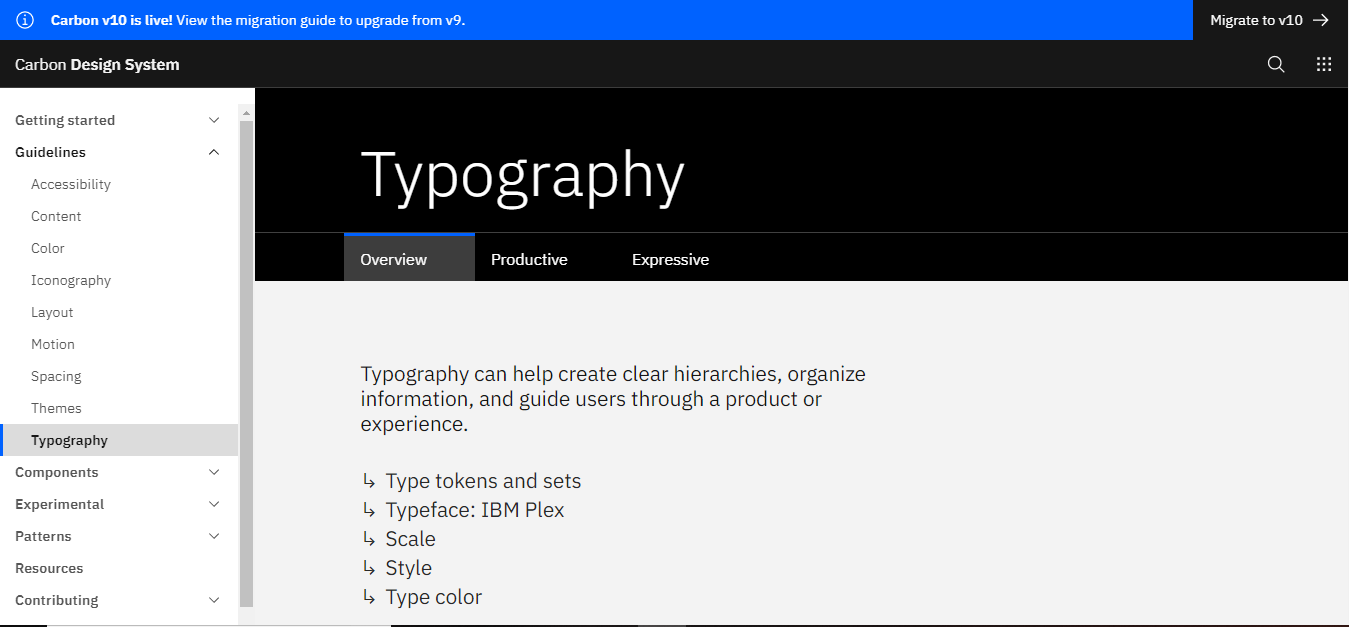 Carbon v10 is live! View the migration guide to upgrade from v9.
Migrate to v10
Carbon Design System
Getting started
Guidelines
Accessibility
Content
Color
Iconography
Layout
Motion
Spacing
Themes
Typography
Components
Experimental
Patterns
Resources
Contributing
Typography
Overview
Productive
Expressive
Typography can help create clear hierarchies, organize
information, and guide users through a product or
experience.
↳ Type tokens and sets
↳ Typeface: IBM Plex
↳ Scale
↳ Style
↳ Type color